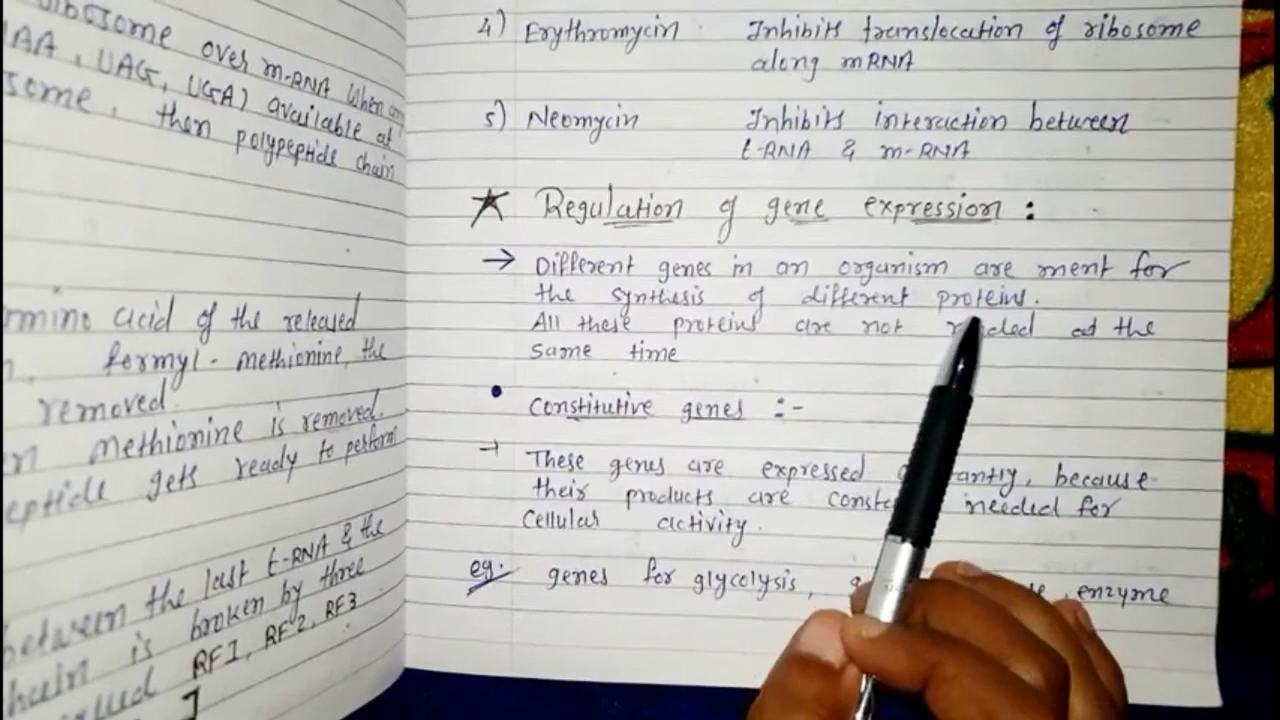 ribosome over m-RNA when
UAG, UGA) available at
then polypeptide chain
amino acid of the released
formyl-methionine, the
removed.
methionine is removed.
gets ready to perform
between the last t-RNA & the
is broken by three
RF1, RF2, RF3
4) Erythromycin Inhibits translocation of ribosome
along mRNA
5) Neomycin Inhibits interaction between
t-RNA & m-RNA
★ Regulation of gene expression :
→ Different genes in an organism are ment for
the synthesis of different proteins.
All these proteins are not at the
same time
• Constitutive genes :-
→ These genes are expressed because
their products are needed for
cellular activity.
eg. genes for glycolysis, , enzyme